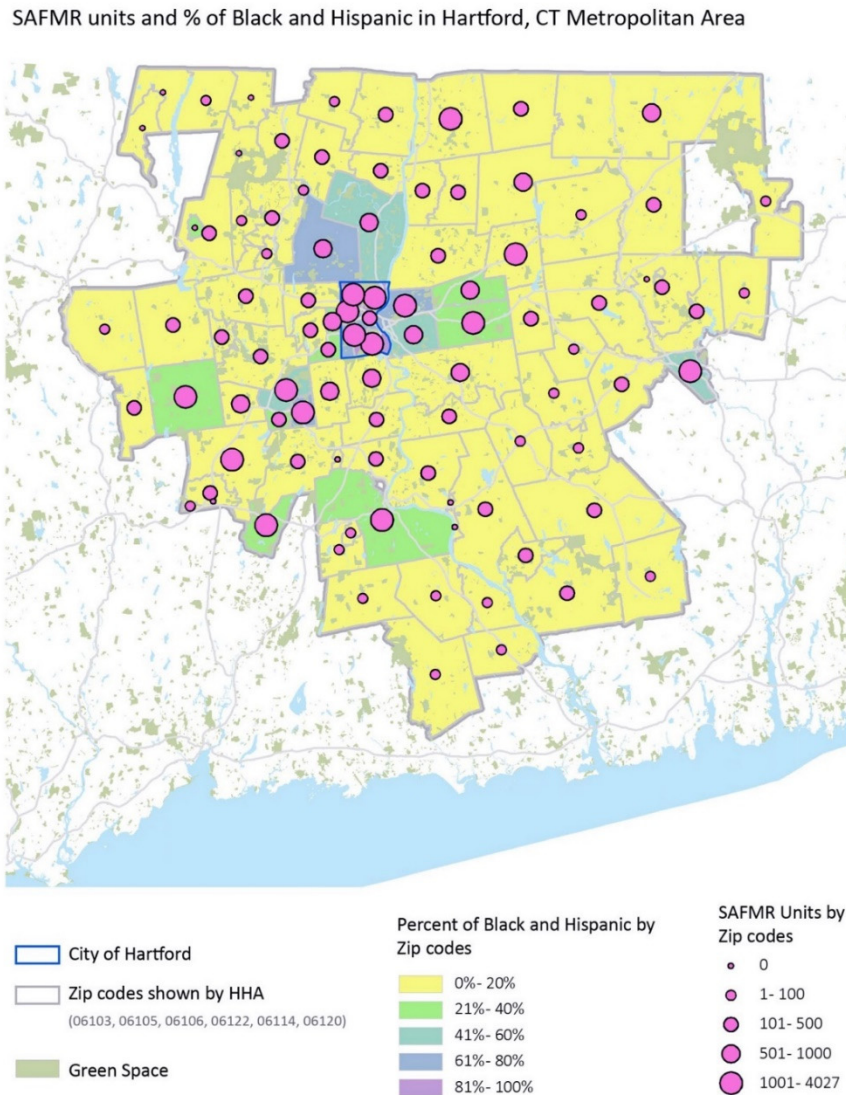 SAFMR units and % of Black and Hispanic in Hartford, CT Metropolitan Area
City of Hartford
Zip codes shown by HHA
(06103, 06105, 06106, 06122, 06114, 06120)
Green Space
Percent of Black and Hispanic by
Zip codes
0%- 20%
21%- 40%
41%- 60%
61%- 80%
81%- 100%
SAFMR Units by
Zip codes
0
1- 100
101- 500
501- 1000
1001- 4027